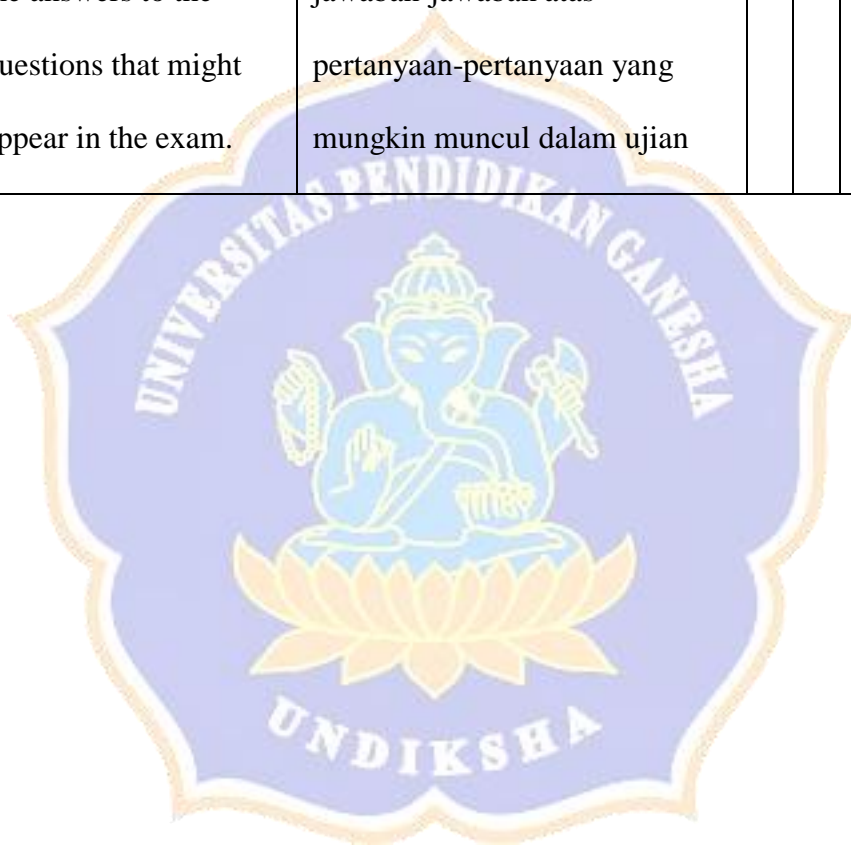 uestions that might
ppear in the exam.
pertanyaan-pertanyaan yang
mungkin muncul dalam ujian
UNIVERSITAS PENDIDIKAN GANESHA
UNDIKSHA